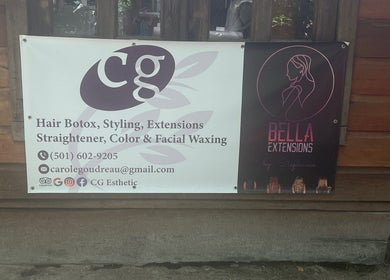 cg
Hair Botox, Styling, Extensions
Straightener, Color & Facial Waxing
(501) 602-9205
carolegoudreau@gmail.com
CG Esthetic
BELLA
EXTENSIONS
by